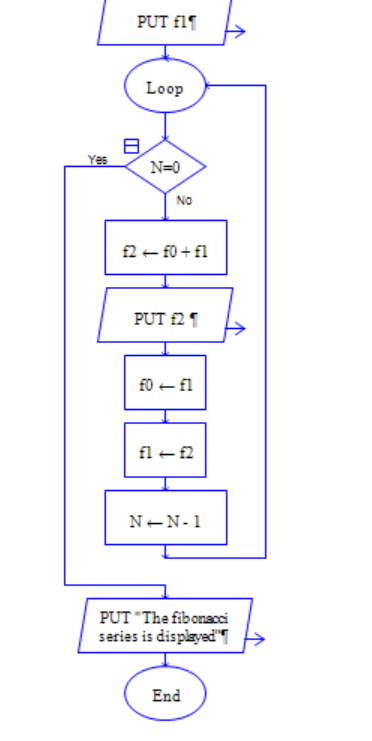 PUT f1¶
Loop
Yes
N=0
No
f2 ← f0 + f1
PUT f2 ¶
f0 ← f1
f1 ← f2
N ← N - 1
PUT "The fibonacci
series is displayed"¶
End